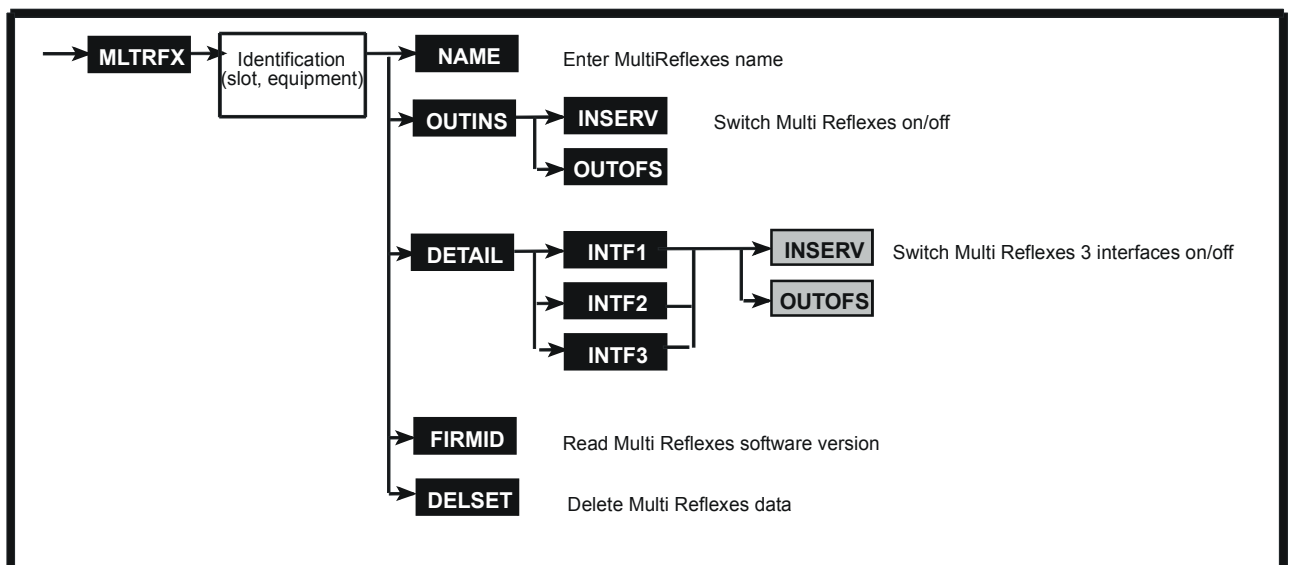 MLTRFX
Identification
(slot, equipment)
NAME
Enter MultiReflexes name
OUTINS
INSERV
Switch Multi Reflexes on/off
OUTOFS
DETAIL
INTF1
INSERV
Switch Multi Reflexes 3 interfaces on/off
INTF2
OUTOFS
INTF3
FIRMID
Read Multi Reflexes software version
DELSET
Delete Multi Reflexes data